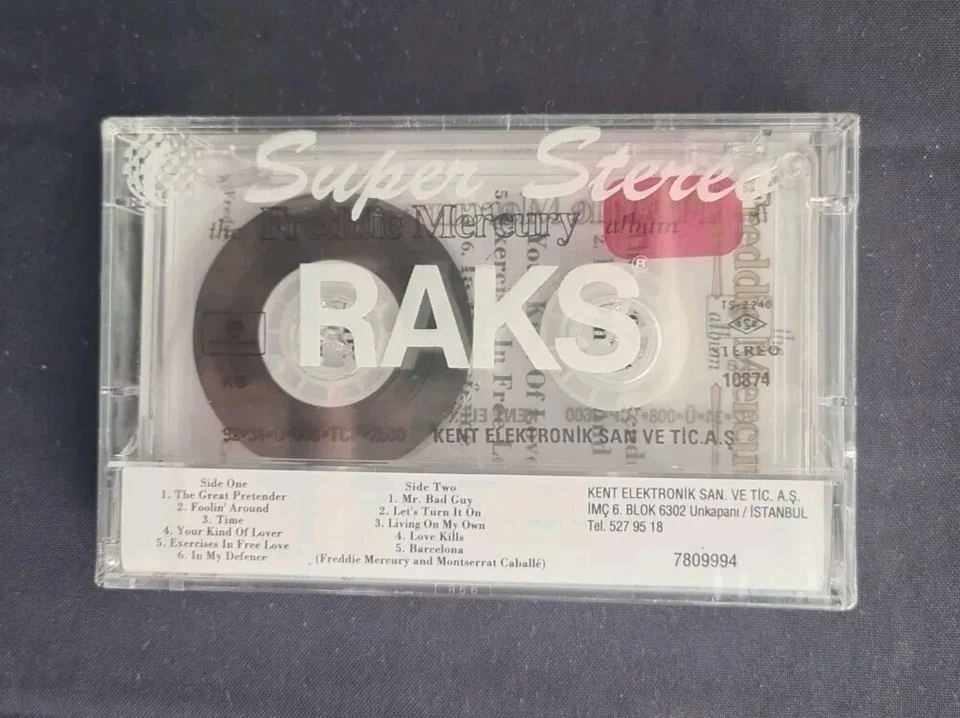 Super Stereo
the Freddie Mercury album
RAKS®
TS-2246
STEREO
10874
92•34•Ü•008•TCP•2600 KENT ELEKTRONİK SAN VE TİC.A.Ş
Side One
1. The Great Pretender
2. Foolin' Around
3. Time
4. Your Kind Of Lover
5. Exercises In Free Love
6. In My Defence
Side Two
1. Mr. Bad Guy
2. Let's Turn It On
3. Living On My Own
4. Love Kills
5. Barcelona
(Freddie Mercury and Montserrat Caballé)
KENT ELEKTRONİK SAN. VE TİC. A.Ş.
İMÇ 6. BLOK 6302 Unkapanı / İSTANBUL
Tel. 527 95 18
7809994